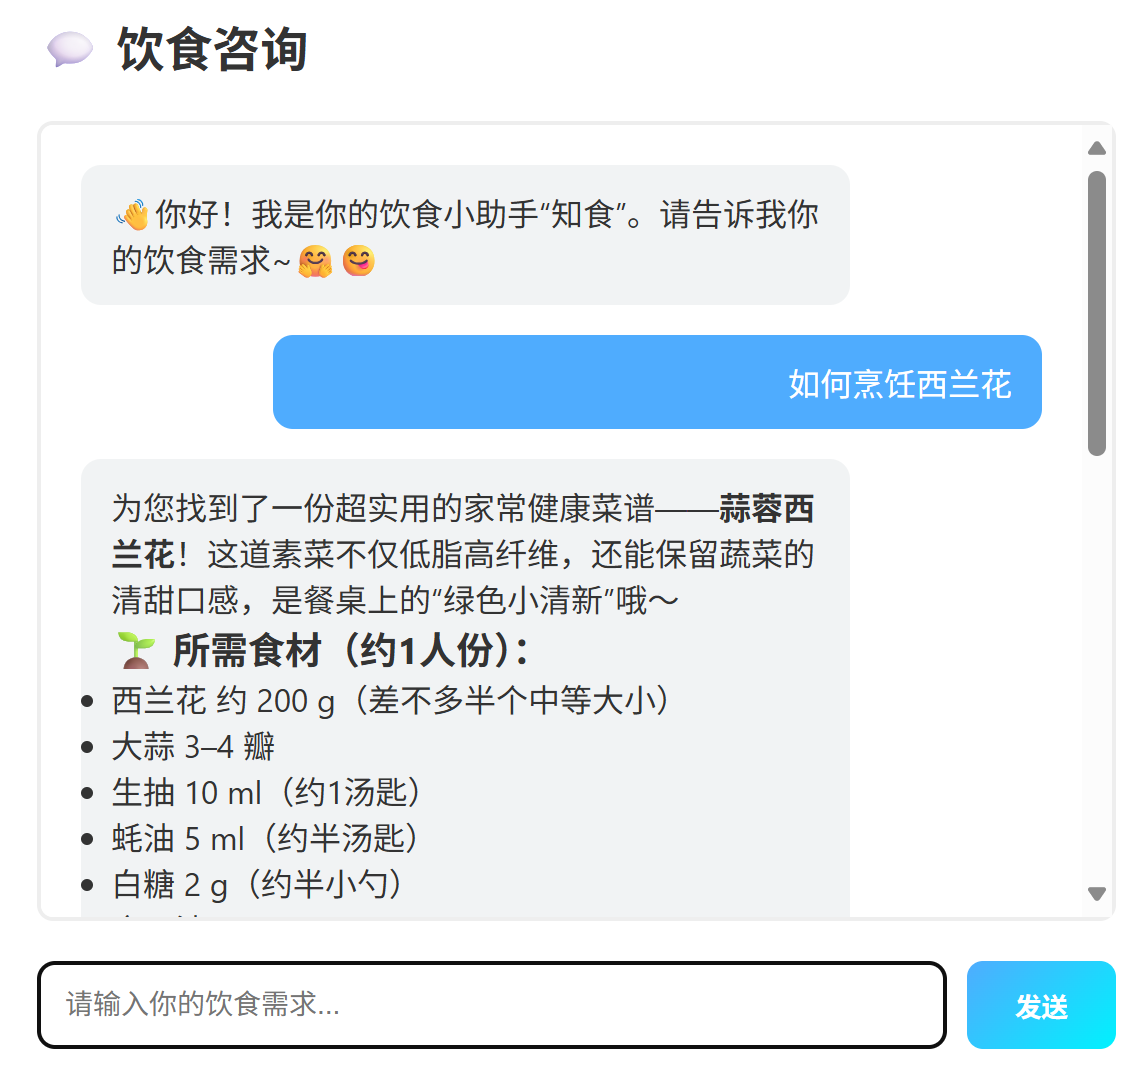 饮食咨询
👋你好！我是你的饮食小助手“知食”。请告诉我你
的饮食需求~🤗😋
如何烹饪西兰花
为您找到了一份超实用的家常健康菜谱——蒜蓉西
兰花！这道素菜不仅低脂高纤维，还能保留蔬菜的
清甜口感，是餐桌上的“绿色小清新”哦～
🌱 所需食材（约1人份）：
• 西兰花 约 200 g（差不多半个中等大小）
• 大蒜 3–4 瓣
• 生抽 10 ml（约1汤匙）
• 蚝油 5 ml（约半汤匙）
• 白糖 2 g（约半小勺）
请输入你的饮食需求...
发送